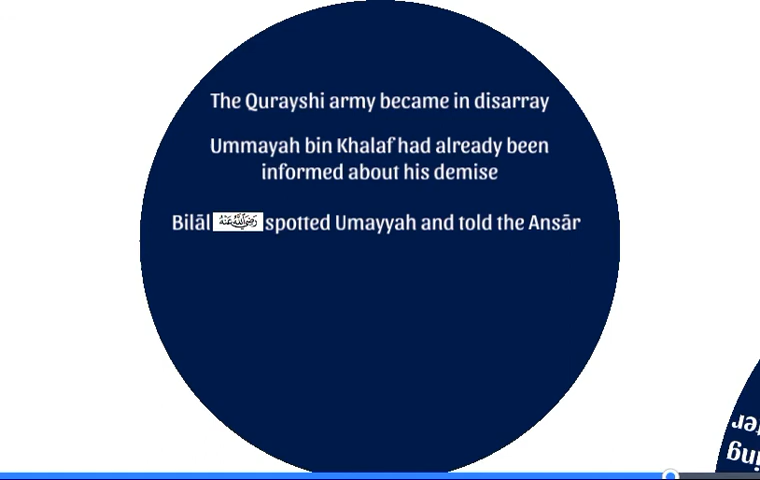 The Qurayshi army became in disarray
Ummayah bin Khalaf had already been
informed about his demise
Bilāl رَضِيَ اللَّهُ عَنْهُ spotted Umayyah and told the Ansār